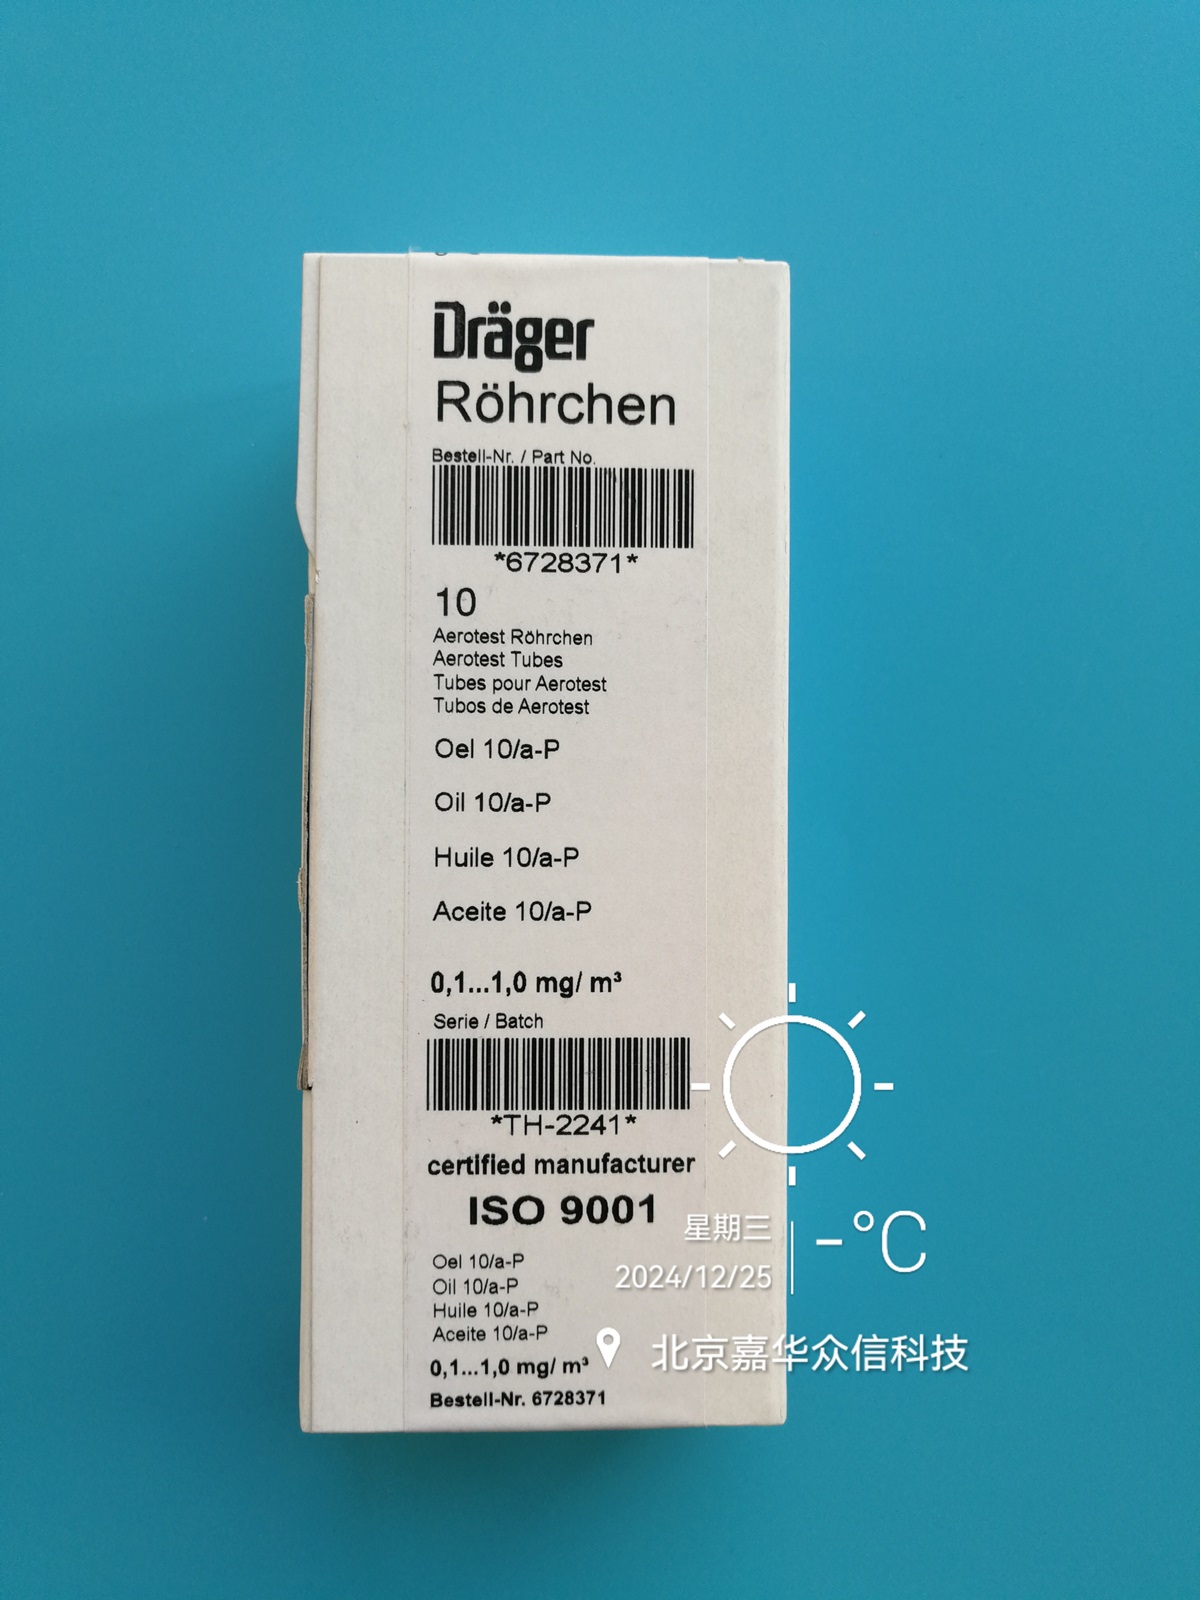 Dräger
Röhrchen
Bestell-Nr. / Part No.
*6728371*
10
Aerotest Röhrchen
Aerotest Tubes
Tubes pour Aerotest
Tubos de Aerotest
Oel 10/a-P
Oil 10/a-P
Huile 10/a-P
Aceite 10/a-P
0,1...1,0 mg/ m³
Serie / Batch
*TH-2241*
certified manufacturer
ISO 9001
Oel 10/a-P
Oil 10/a-P
Huile 10/a-P
Aceite 10/a-P
0,1...1,0 mg/ m³
Bestell-Nr. 6728371
星期三
2024/12/25
-°C
北京嘉华众信科技